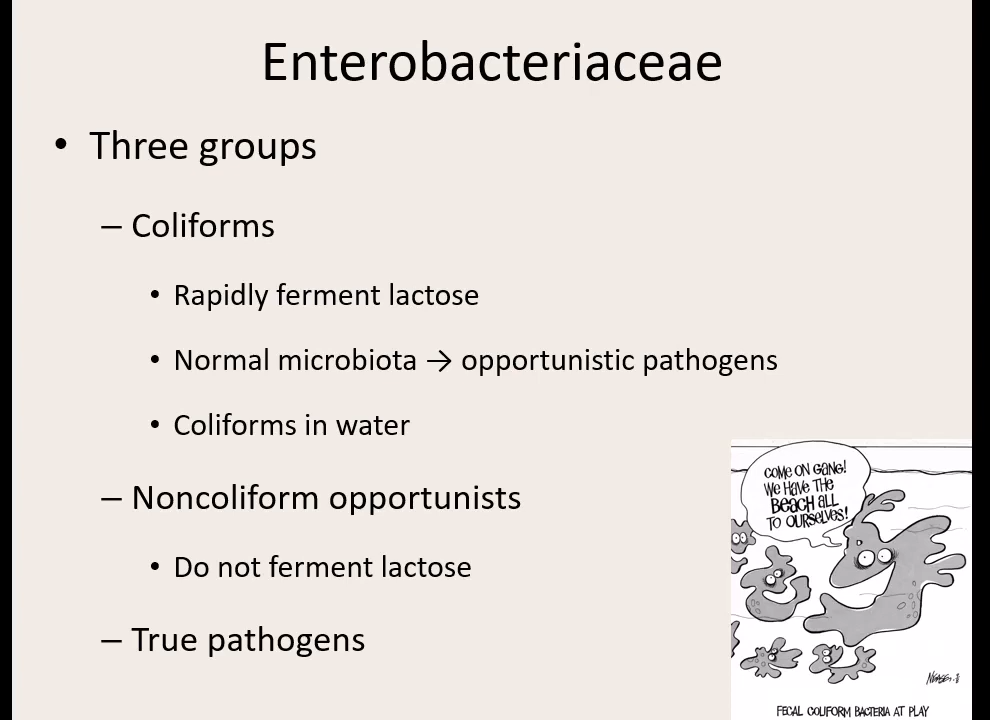 Enterobacteriaceae
• Three groups
– Coliforms
• Rapidly ferment lactose
• Normal microbiota → opportunistic pathogens
• Coliforms in water
– Noncoliform opportunists
• Do not ferment lactose
– True pathogens
COME ON GANG!
WE HAVE THE
BEACH ALL
TO OURSELVES!
FECAL COLIFORM BACTERIA AT PLAY